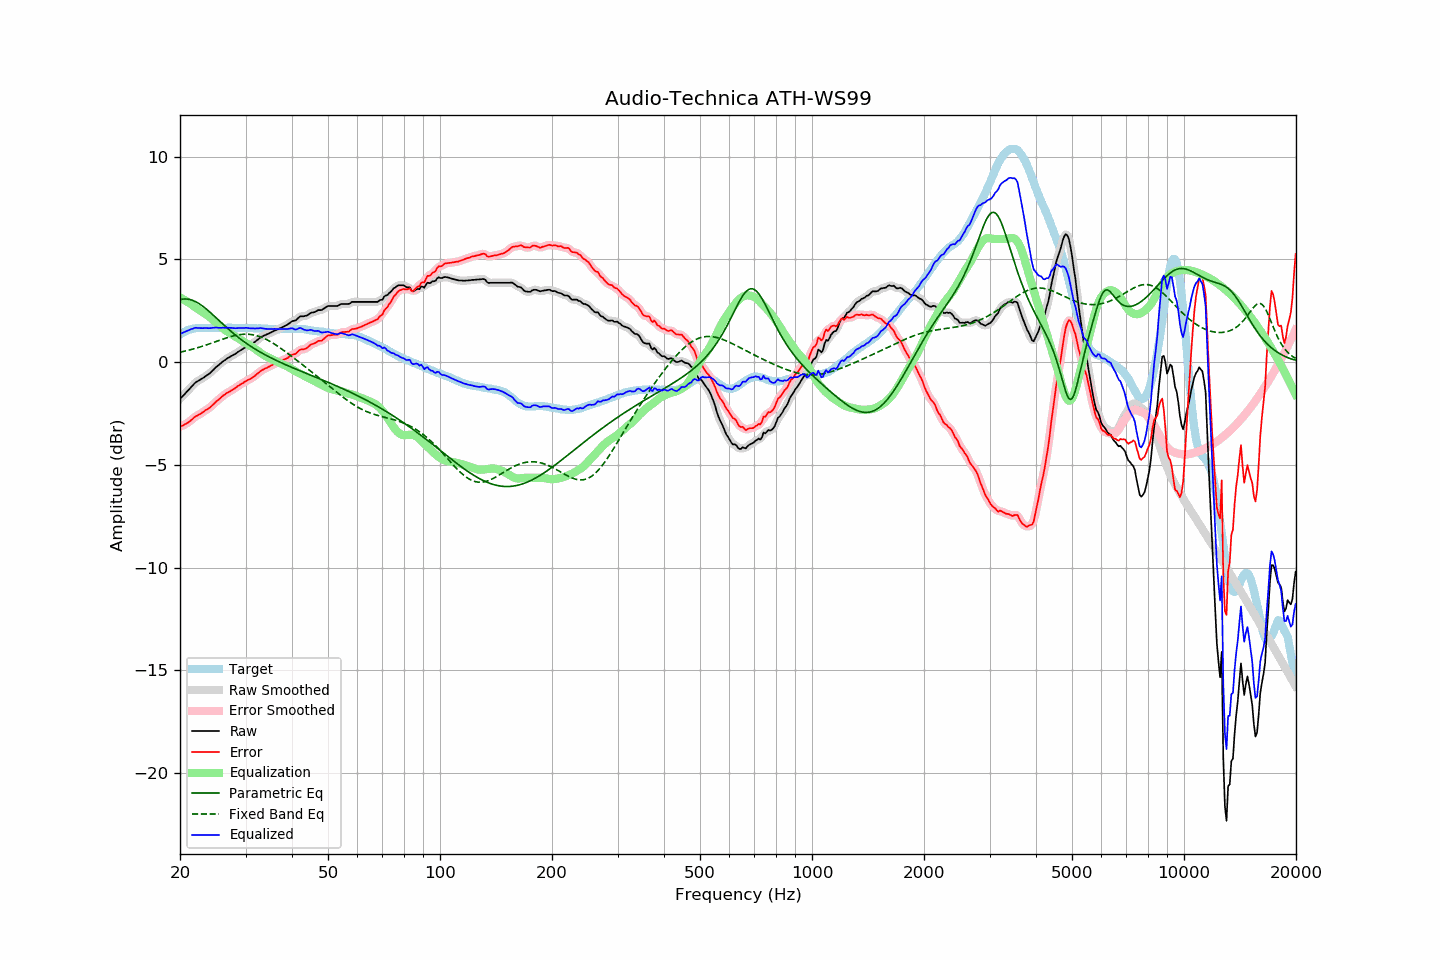 Audio-Technica ATH-WS99
10
5
0
−5
−10
−15
−20
Amplitude (dBr)
Target
Raw Smoothed
Error Smoothed
Raw
Error
Equalization
Parametric Eq
Fixed Band Eq
Equalized
20 50 100 200 500 1000 2000 5000 10000 20000
Frequency (Hz)